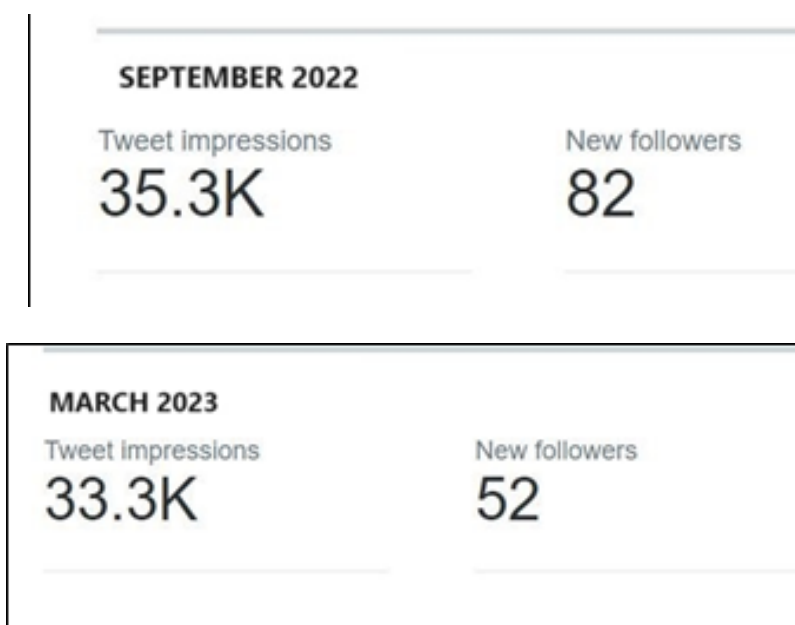 SEPTEMBER 2022
Tweet impressions New followers
35.3K 82
MARCH 2023
Tweet impressions New followers
33.3K 52